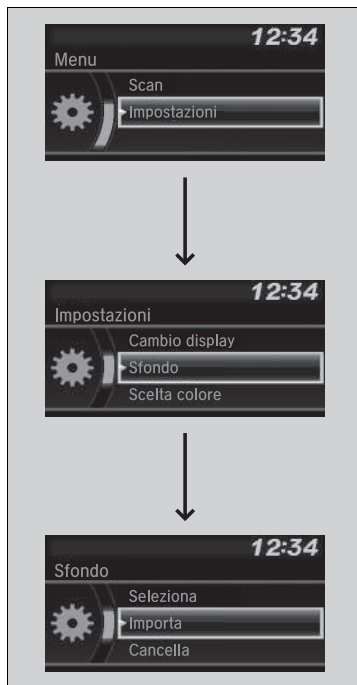 12:34
Menu
Scan
Impostazioni
12:34
Impostazioni
Cambio display
Sfondo
Scelta colore
12:34
Sfondo
Seleziona
Importa
Cancella